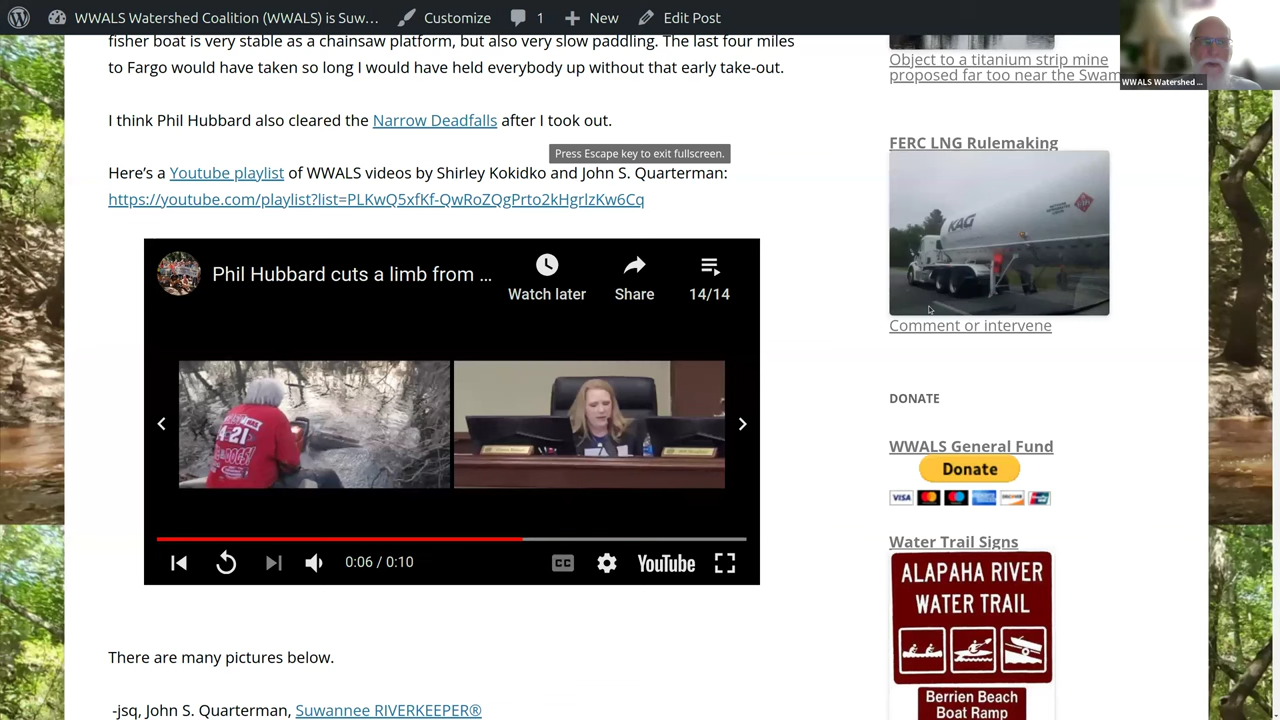 WWALS Watershed Coalition (WWALS) is Suw…
Customize
1
New
Edit Post
fisher boat is very stable as a chainsaw platform, but also very slow paddling. The last four miles
to Fargo would have taken so long I would have held everybody up without that early take-out.
I think Phil Hubbard also cleared the Narrow Deadfalls after I took out.
Press Escape key to exit fullscreen.
Here’s a Youtube playlist of WWALS videos by Shirley Kokidko and John S. Quarterman:
https://youtube.com/playlist?list=PLKwQ5xfKf-QwRoZQgPrto2kHgrlzKw6Cq
Phil Hubbard cuts a limb from ...
Watch later
Share
14/14
4-21
0:06 / 0:10
CC
YouTube
There are many pictures below.
-jsq, John S. Quarterman, Suwannee RIVERKEEPER®
WWALS Watershed ...
Object to a titanium strip mine
proposed far too near the Swam
FERC LNG Rulemaking
KAG
Comment or intervene
DONATE
WWALS General Fund
Donate
VISA
Water Trail Signs
ALAPAHA RIVER
WATER TRAIL
Berrien Beach
Boat Ramp